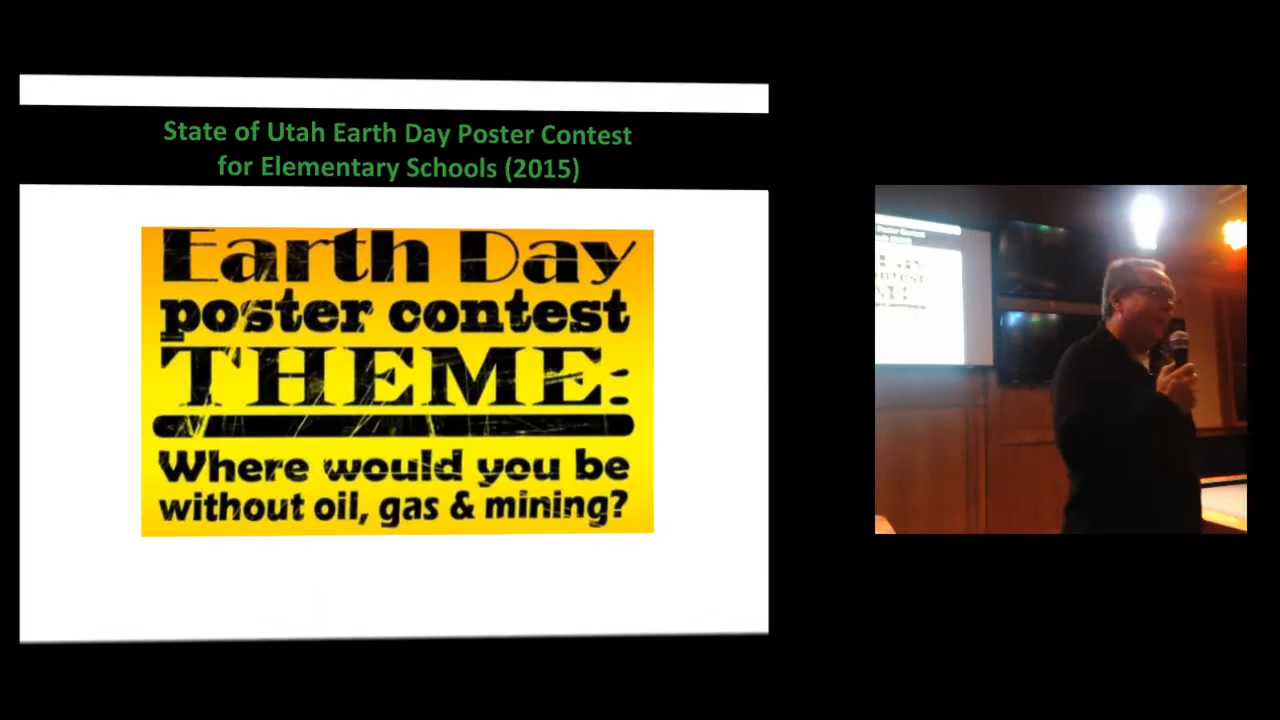 State of Utah Earth Day Poster Contest
for Elementary Schools (2015)
Earth Day
poster contest
THEME:
Where would you be
without oil, gas & mining?